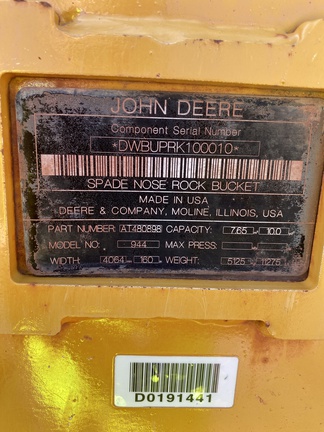 JOHN DEERE
Component Serial Number
*DWBUPRK100010*
SPADE NOSE ROCK BUCKET
MADE IN USA
DEERE & COMPANY, MOLINE, ILLINOIS, USA
PART NUMBER: AT480898 CAPACITY: 7.65 10.0
MODEL NO: 944 MAX PRESS:
WIDTH: 4064 160 WEIGHT: 5125 11275
D0191441